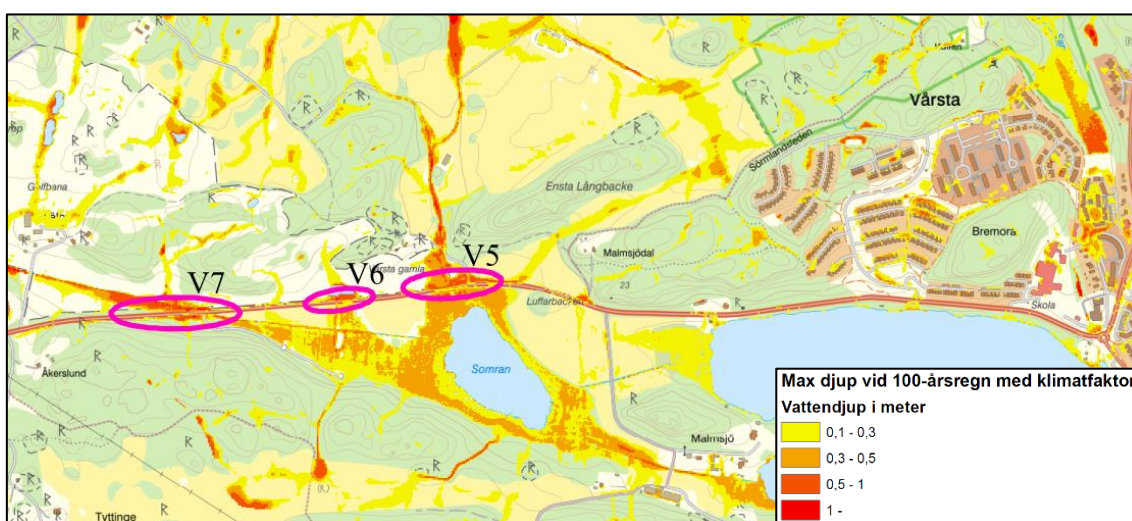 Kullen
Vårsta
Sörmlandsleden
Golfbana
Ensta Långbacke
Bremora
Malmsjödal
V5
V6
V7
23
Luffarbacken
Skola
Åkerslund
Somran
Malmsjö
Tyttinge
Max djup vid 100-årsregn med klimatfaktor
Vattendjup i meter
0,1 - 0,3
0,3 - 0,5
0,5 - 1
1 -